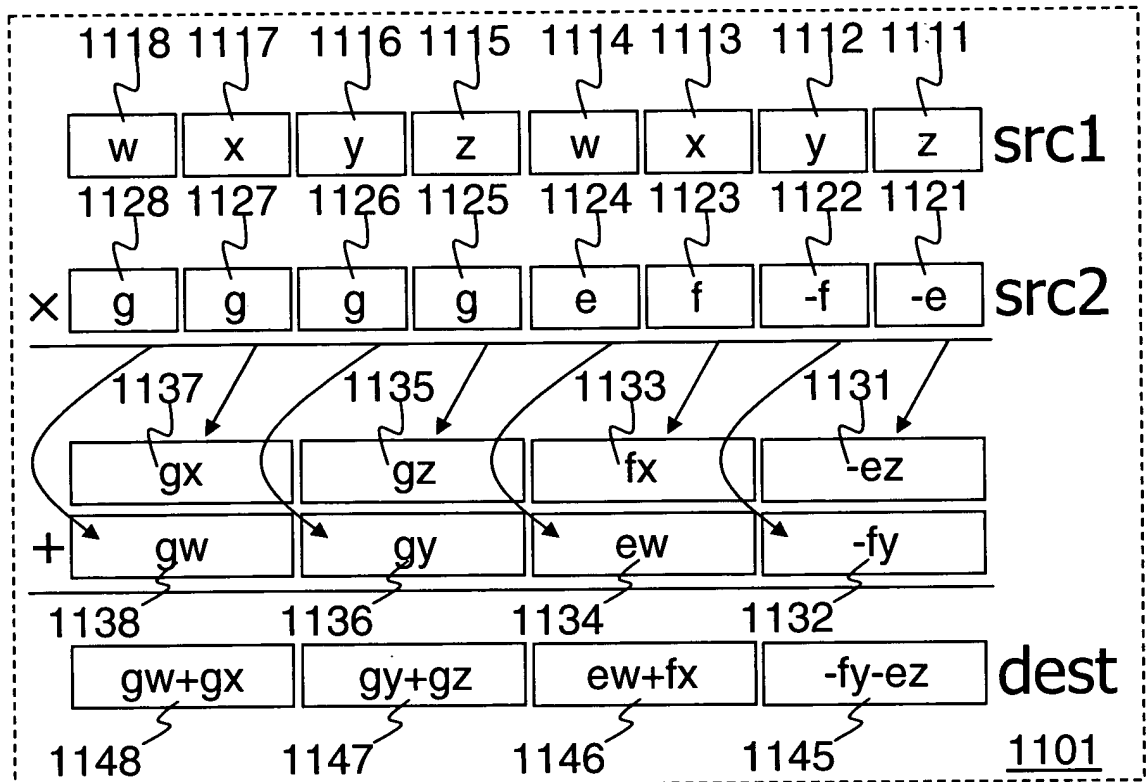 1118 1117 1116 1115 1114 1113 1112 1111
w x y z w x y z src1
1128 1127 1126 1125 1124 1123 1122 1121
× g g g g e f -f -e src2
1137 1135 1133 1131
gx gz fx -ez
+ gw gy ew -fy
1138 1136 1134 1132
gw+gx gy+gz ew+fx -fy-ez dest
1148 1147 1146 1145 1101